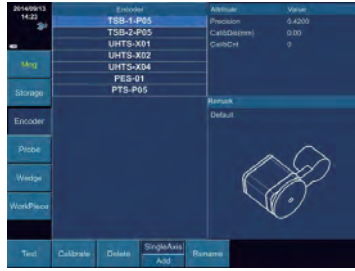 2014/09/13
14:23
Mng
Storage
Encoder
Probe
Wedge
WorkPiece
Encoder
TSB-1-P05
TSB-2-P05
UHTS-X01
UHTS-X02
UHTS-X04
PES-01
PTS-P05
Attribute Value
Precision 0.4200
CalibDis(mm) 0.00
CalibCnt 0
Remark
Default
Test Calibrate Delete SingleAxis Add Rename